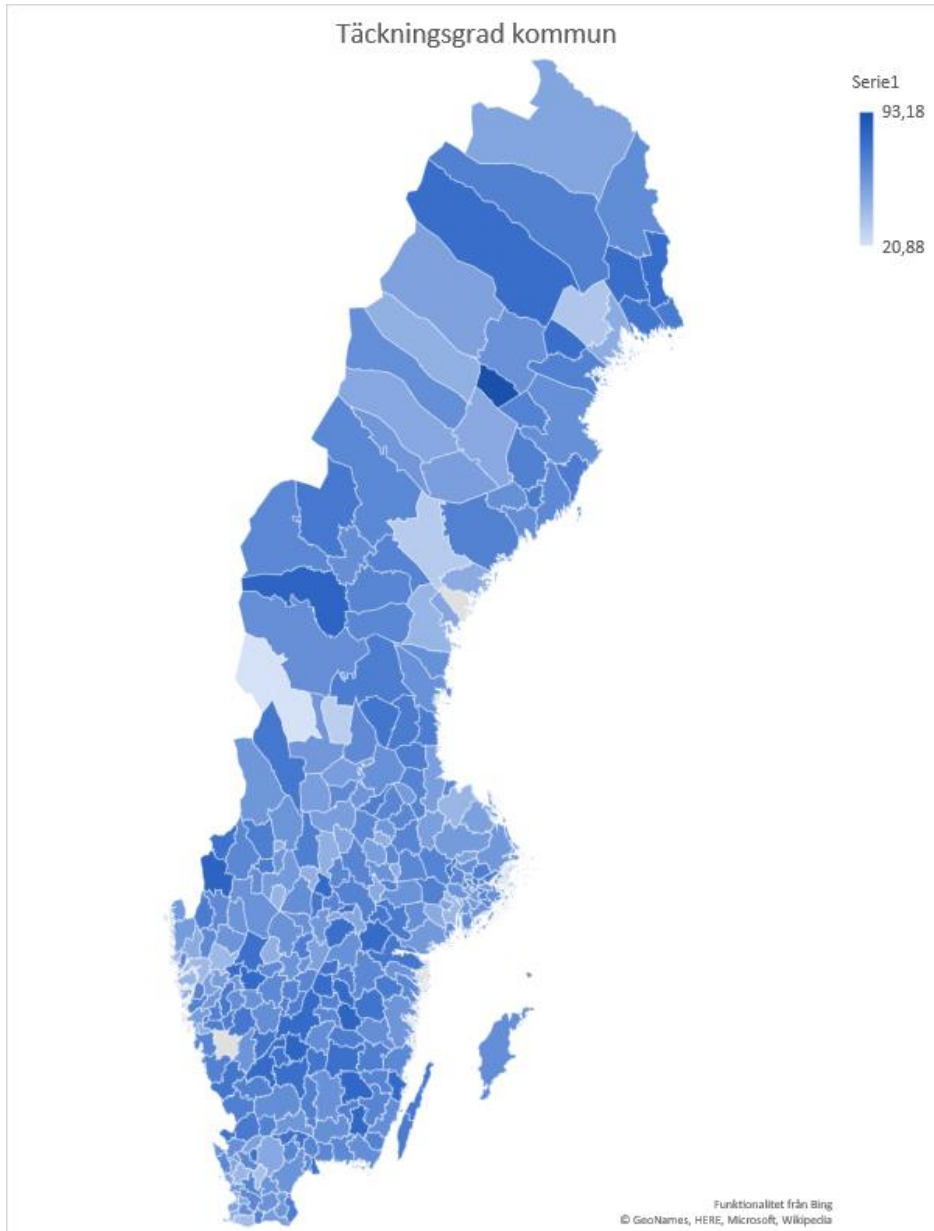 Täckningsgrad kommun
Serie1
93,18
20,88
Funktionalitet från Bing
© GeoNames, HERE, Microsoft, Wikipedia